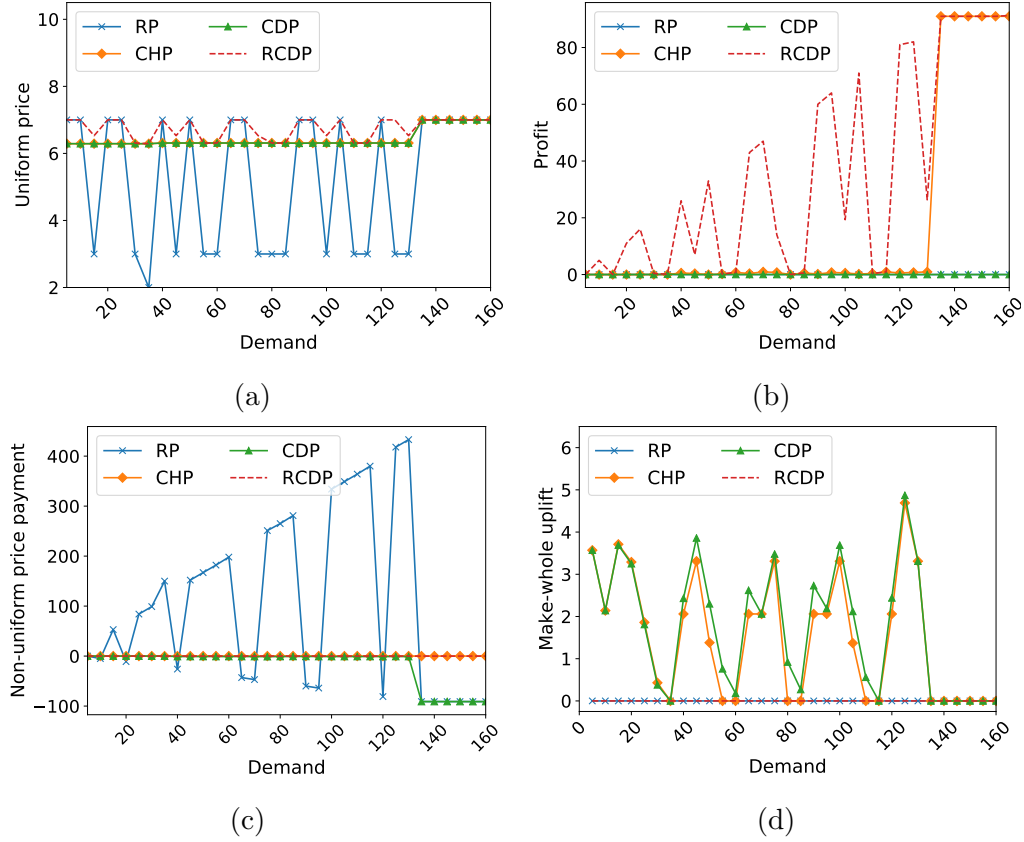 RP
CHP
CDP
RCDP
Uniform price
10
8
6
4
2
20
40
60
80
100
120
140
160
Demand
(a)
RP
CHP
CDP
RCDP
Profit
80
60
40
20
0
20
40
60
80
100
120
140
160
Demand
(b)
RP
CHP
CDP
RCDP
Non-uniform price payment
400
300
200
100
0
−100
20
40
60
80
100
120
140
160
Demand
(c)
RP
CHP
CDP
RCDP
Make-whole uplift
6
5
4
3
2
1
0
0
20
40
60
80
100
120
140
160
Demand
(d)